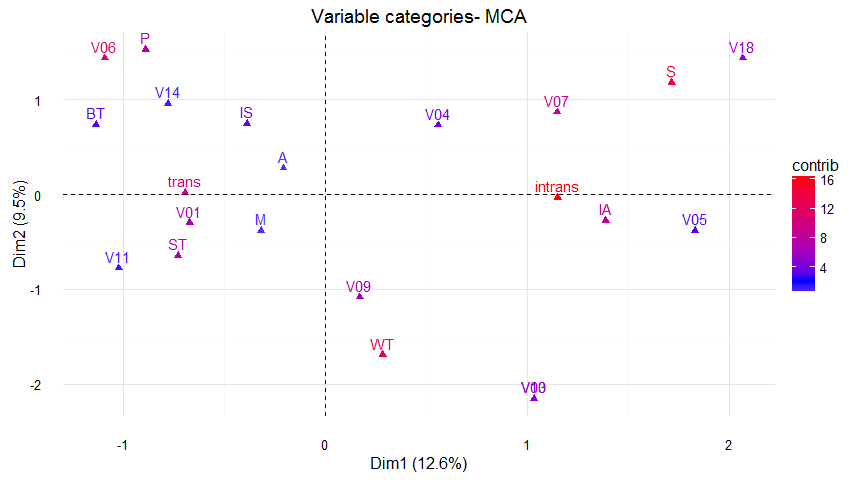 Variable categories- MCA
P
V06
V18
S
V14
V07
BT
IS
V04
A
trans
intrans
V01
M
IA
V05
ST
V11
V09
WT
1
0
-1
-2
-1
0
1
2
Dim1 (12.6%)
Dim2 (9.5%)
contrib
16
12
8
4